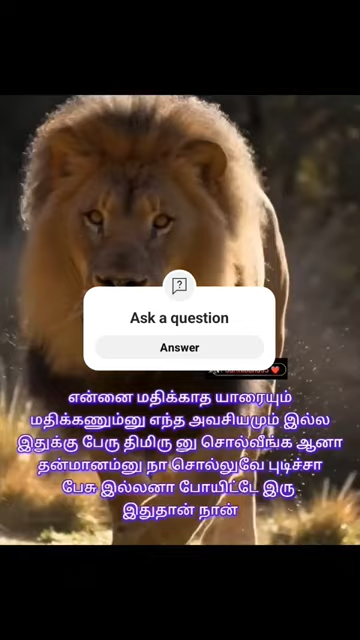 Ask a question
Answer
என்னை மதிக்காத யாரையும்
மதிக்கணும்னு எந்த அவசியமும் இல்ல
இதுக்கு பேரு திமிரு னு சொல்வீங்க ஆனா
தன்மானம்னு நா சொல்லுவே புடிச்சா
பேசு இல்லனா போயிட்டே இரு
இதுதான் நான்